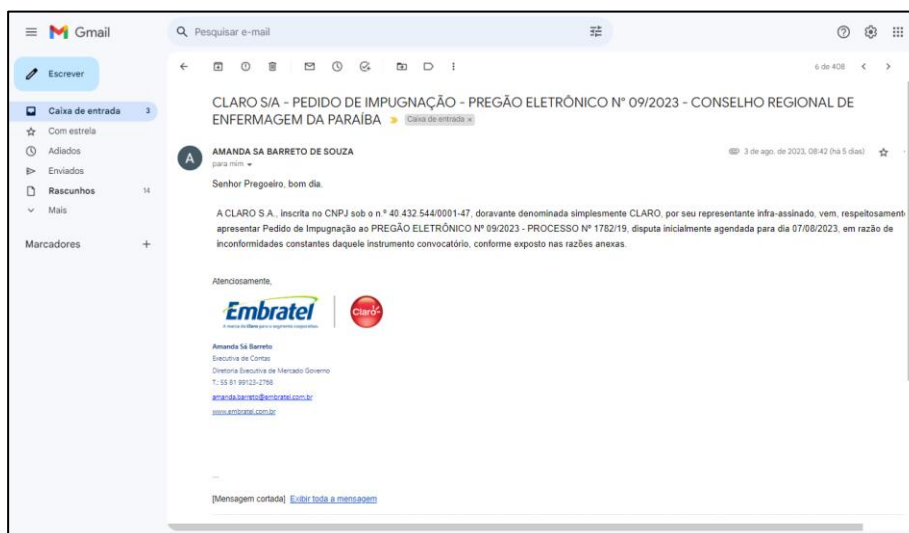 Gmail
Pesquisar e-mail
Escrever
6 de 408
Caixa de entrada 3
Com estrela
Adiados
Enviados
Rascunhos 14
Mais
Marcadores
CLARO S/A - PEDIDO DE IMPUGNAÇÃO - PREGÃO ELETRÔNICO N° 09/2023 - CONSELHO REGIONAL DE
ENFERMAGEM DA PARAÍBA Caixa de entrada x
A
AMANDA SA BARRETO DE SOUZA 3 de ago. de 2023, 08:42 (há 5 dias)
para mim
Senhor Pregoeiro, bom dia.
A CLARO S.A., inscrita no CNPJ sob o n.º 40.432.544/0001-47, doravante denominada simplesmente CLARO, por seu representante infra-assinado, vem, respeitosament
apresentar Pedido de Impugnação ao PREGÃO ELETRÔNICO Nº 09/2023 - PROCESSO Nº 1782/19, disputa inicialmente agendada para dia 07/08/2023, em razão de
inconformidades constantes daquele instrumento convocatório, conforme exposto nas razões anexas.
Atenciosamente,
Embratel
Claro
A marca da Claro para o segmento corporativo.
Amanda Sá Barreto
Executiva de Contas
Diretoria Executiva de Mercado Governo
T.: 55 81 99123-2768
amanda.barreto@embratel.com.br
www.embratel.com.br
...
[Mensagem cortada] Exibir toda a mensagem